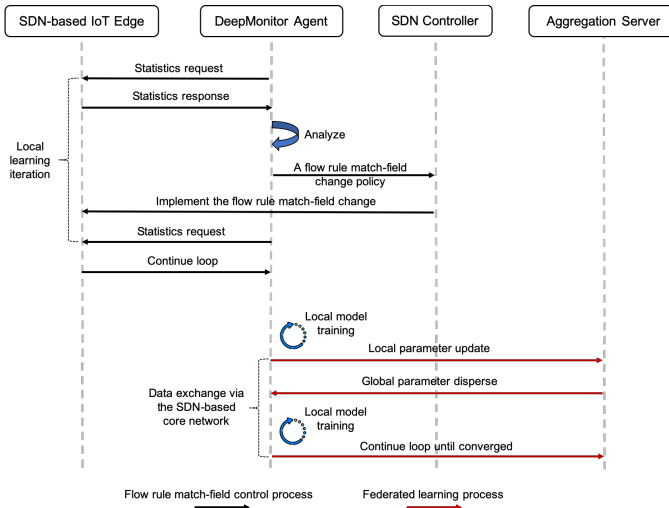 SDN-based IoT Edge
DeepMonitor Agent
SDN Controller
Aggregation Server
Statistics request
Statistics response
Analyze
Local
learning
iteration
A flow rule match-field
change policy
Implement the flow rule match-field change
Statistics request
Continue loop
Local model
training
Local parameter update
Global parameter disperse
Data exchange via
the SDN-based
core network
Local model
training
Continue loop until converged
Flow rule match-field control process
Federated learning process